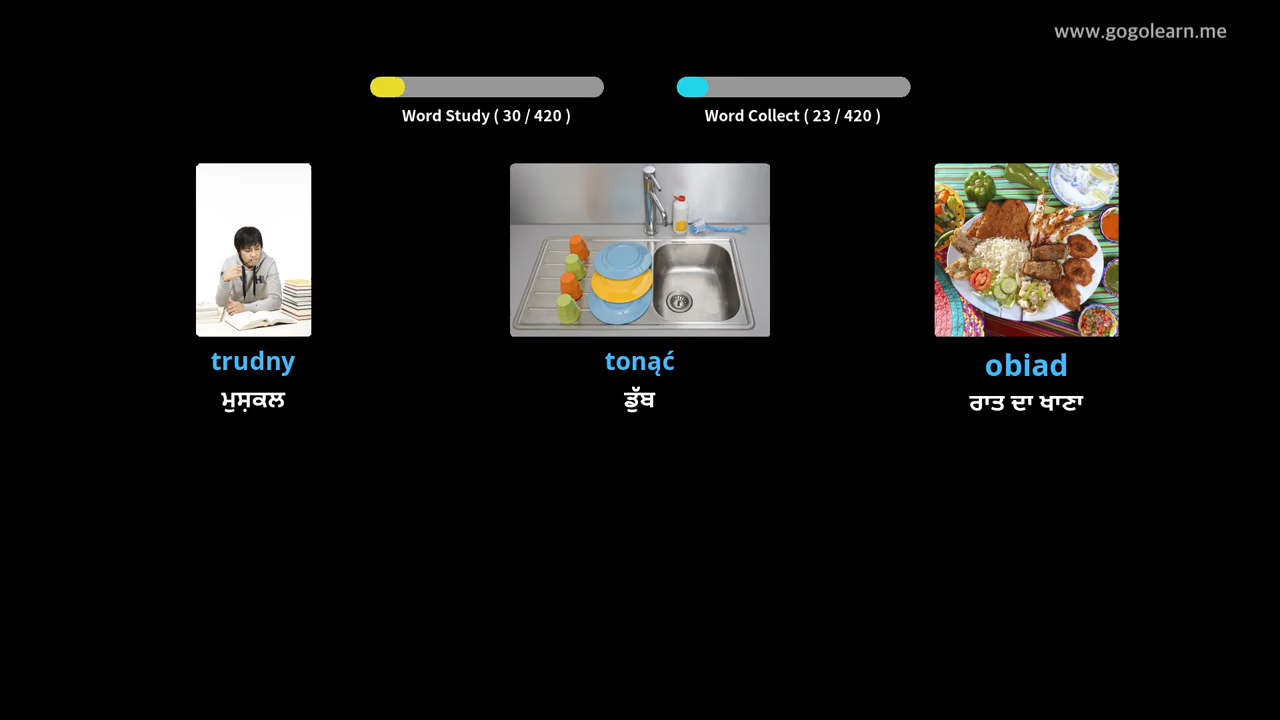 www.gogolearn.me
Word Study ( 30 / 420 )
Word Collect ( 23 / 420 )
trudny
ਮੁਸ਼ਕਲ
tonąć
ਡੁੱਬ
obiad
ਰਾਤ ਦਾ ਖਾਣਾ